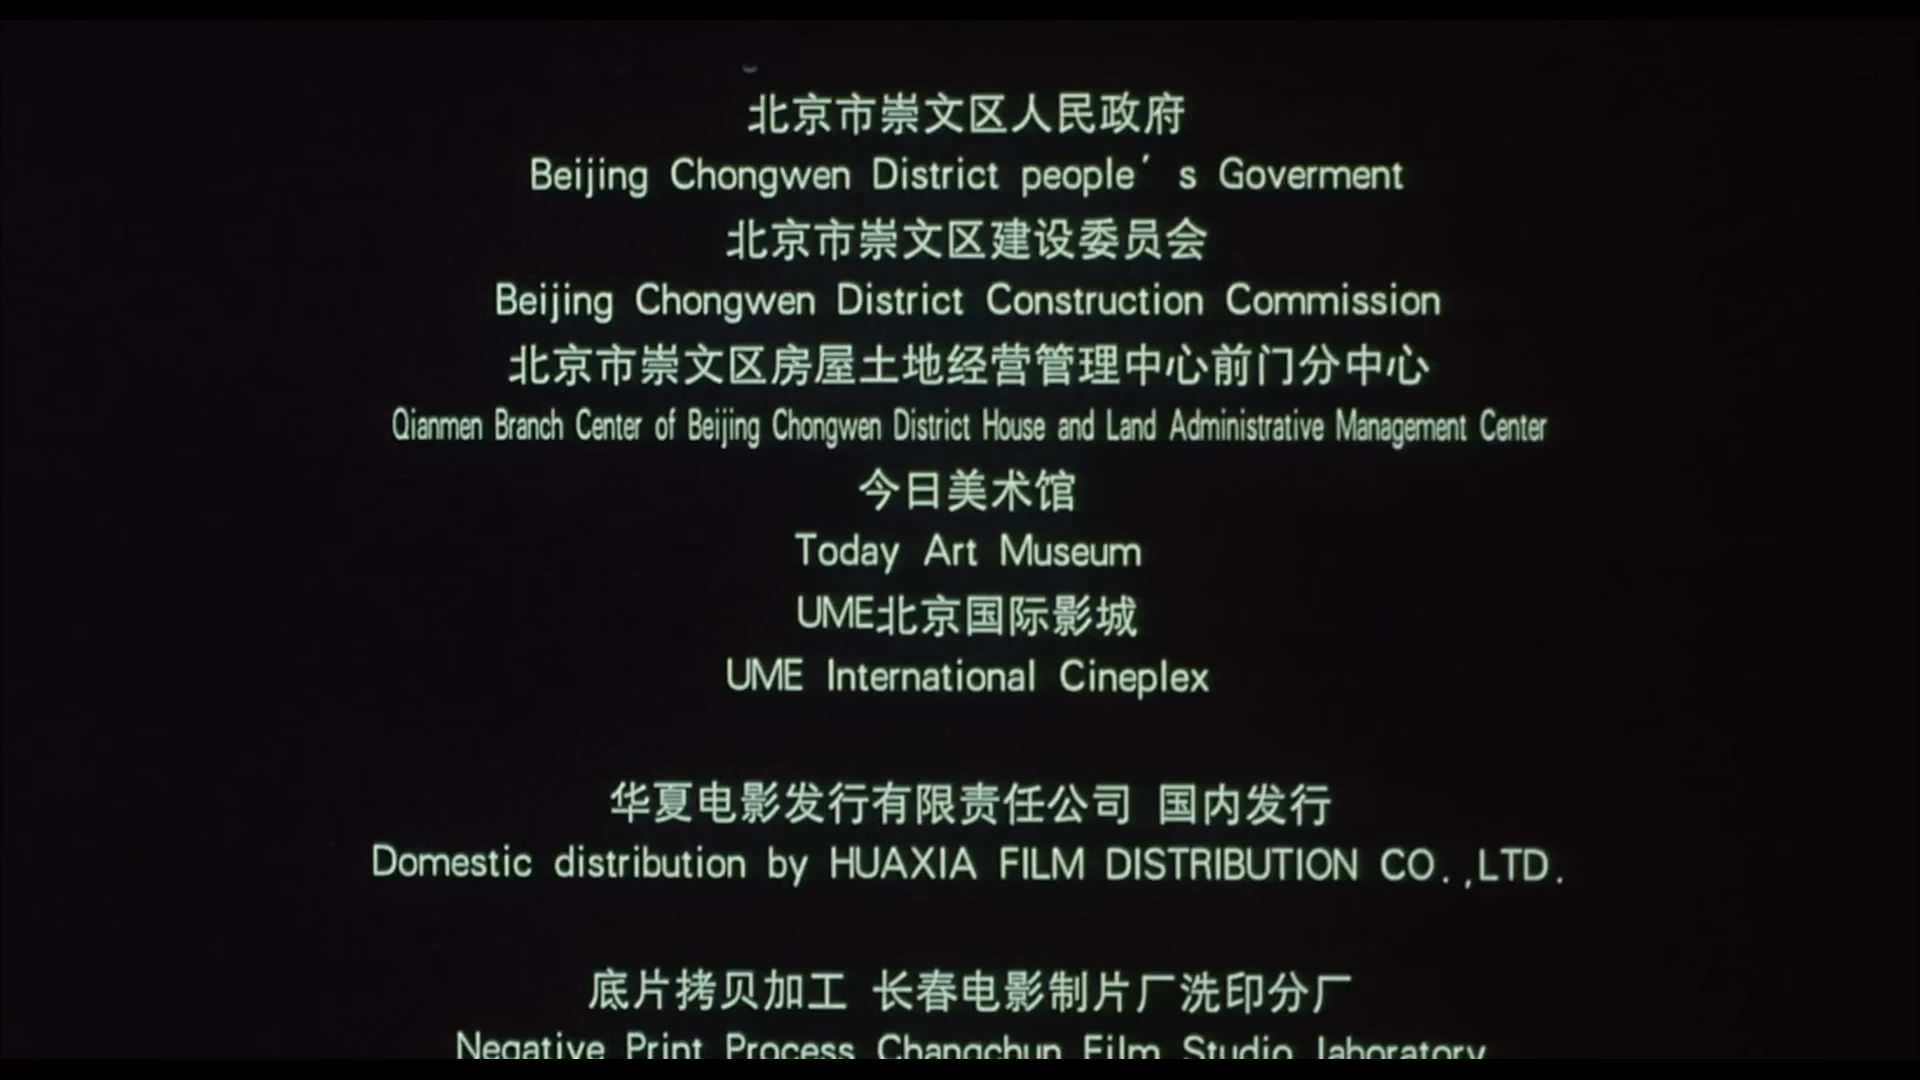 北京市崇文区人民政府
Beijing Chongwen District people's Goverment
北京市崇文区建设委员会
Beijing Chongwen District Construction Commission
北京市崇文区房屋土地经营管理中心前门分中心
Qianmen Branch Center of Beijing Chongwen District House and Land Administrative Management Center
今日美术馆
Today Art Museum
UME北京国际影城
UME International Cineplex
华夏电影发行有限责任公司 国内发行
Domestic distribution by HUAXIA FILM DISTRIBUTION CO.,LTD.
底片拷贝加工 长春电影制片厂洗印分厂
Negative Print Process Changchun Film Studio laboratory